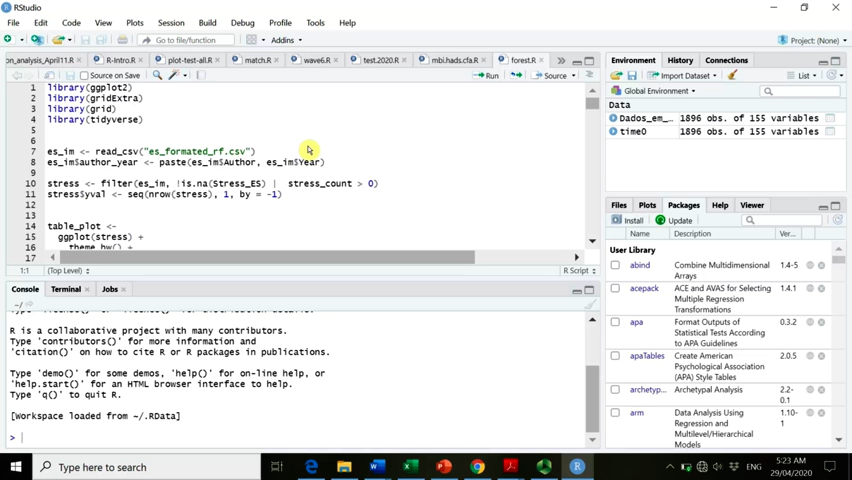 RStudio
File Edit Code View Plots Session Build Debug Profile Tools Help
Go to file/function Addins Project: (None)
on_analysis_April11.R R-Intro.R plot-test-all.R match.R wave6.R test.2020.R mbi.hads.cfa.R forest.R
Source on Save Run Source
1 library(ggplot2)
2 library(gridExtra)
3 library(grid)
4 library(tidyverse)
5
6
7 es_im <- read_csv("es_formated_rf.csv")
8 es_im$author_year <- paste(es_im$Author, es_im$Year)
9
10 stress <- filter(es_im, !is.na(Stress_ES) | stress_count > 0)
11 stress$yval <- seq(nrow(stress), 1, by = -1)
12
13
14 table_plot <-
15 ggplot(stress) +
16 theme_bw() +
17
1:1 (Top Level) R Script
Console Terminal Jobs
~/
R is a collaborative project with many contributors.
Type 'contributors()' for more information and
'citation()' on how to cite R or R packages in publications.
Type 'demo()' for some demos, 'help()' for on-line help, or
'help.start()' for an HTML browser interface to help.
Type 'q()' to quit R.
[Workspace loaded from ~/.RData]
>
Environment History Connections
Import Dataset List
Global Environment
Data
Dados_em_... 1896 obs. of 155 variables
time0 1896 obs. of 155 variables
Files Plots Packages Help Viewer
Install Update
Name Description Ver...
User Library
abind Combine Multidimensional Arrays 1.4-5
acepack ACE and AVAS for Selecting Multiple Regression Transformations 1.4.1
apa Format Outputs of Statistical Tests According to APA Guidelines 0.3.2
apaTables Create American Psychological Association (APA) Style Tables 2.0.5
archetyp... Archetypal Analysis 2.2-0.1
arm Data Analysis Using Regression and Multilevel/Hierarchical Models 1.10-1
Type here to search
ENG
5:23 AM
29/04/2020